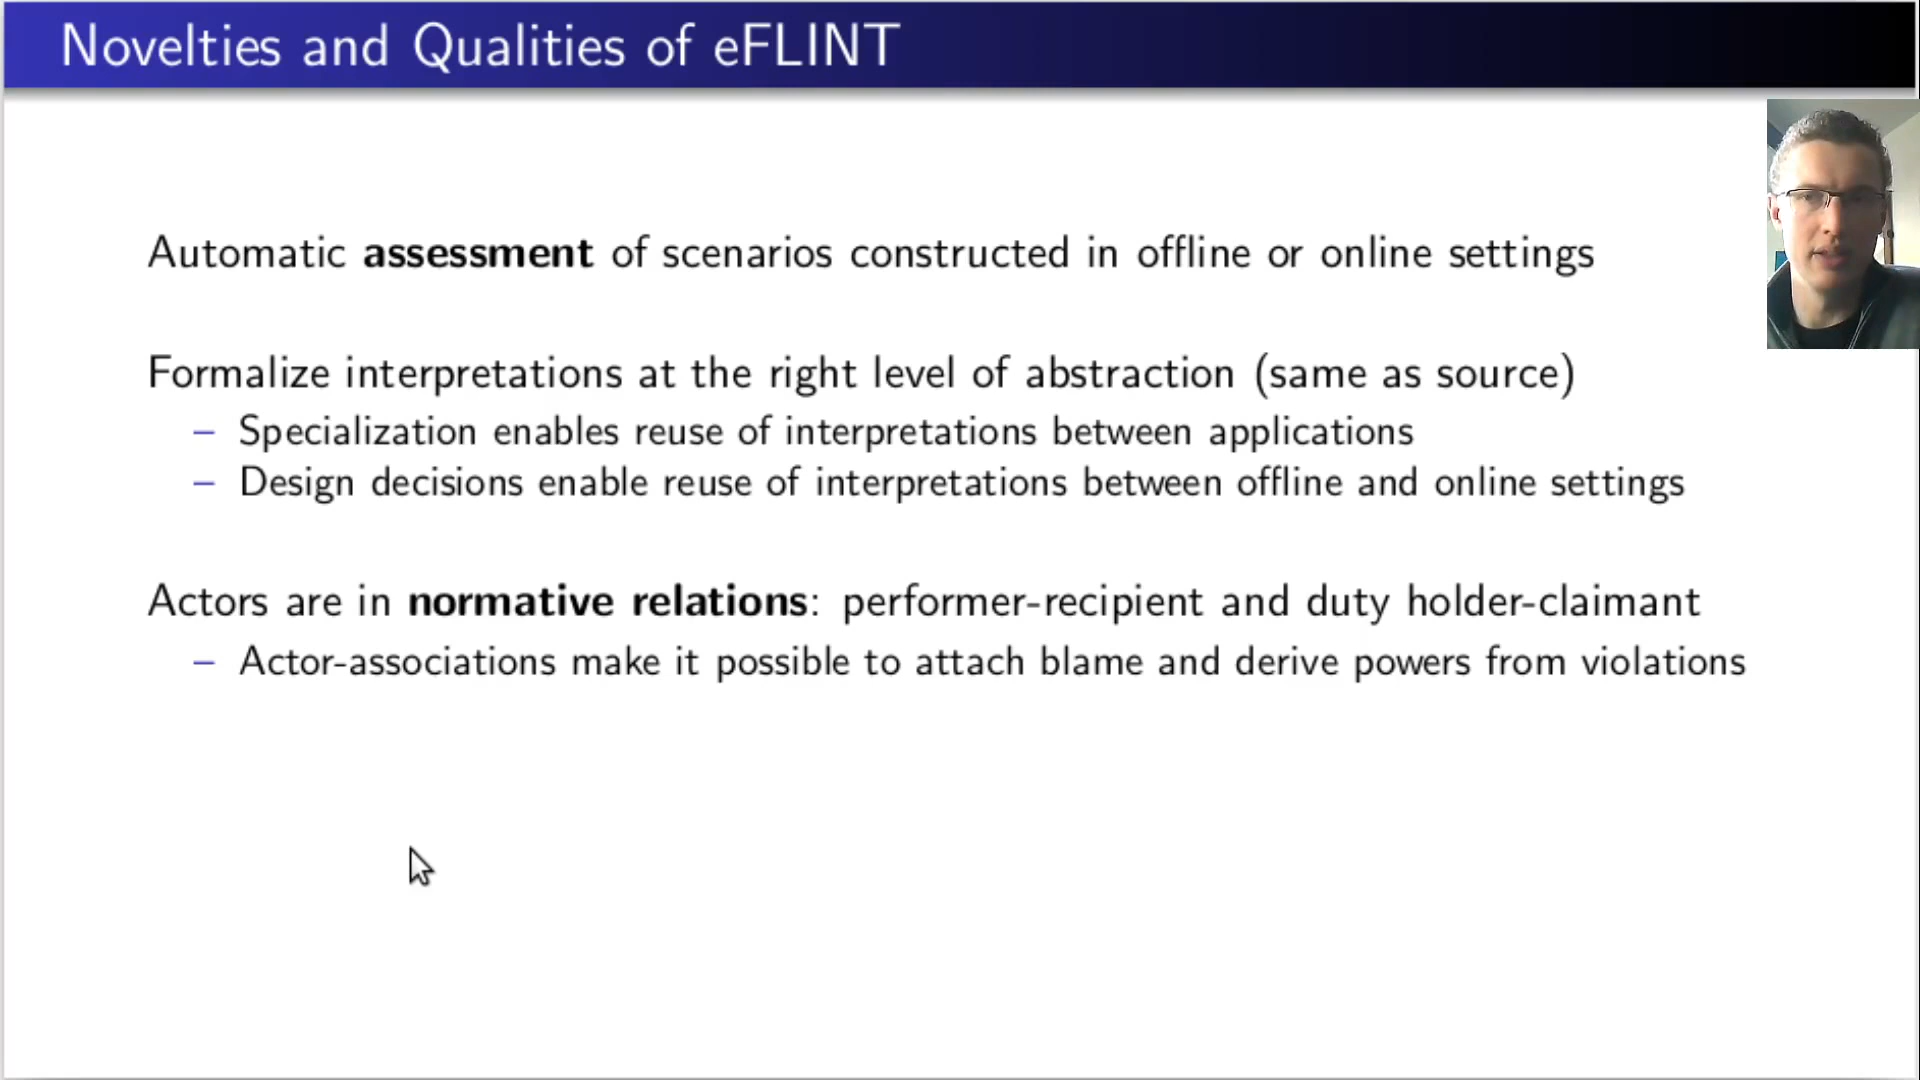 Novelties and Qualities of eFLINT
Automatic assessment of scenarios constructed in offline or online settings
Formalize interpretations at the right level of abstraction (same as source)
– Specialization enables reuse of interpretations between applications
– Design decisions enable reuse of interpretations between offline and online settings
Actors are in normative relations: performer-recipient and duty holder-claimant
– Actor-associations make it possible to attach blame and derive powers from violations